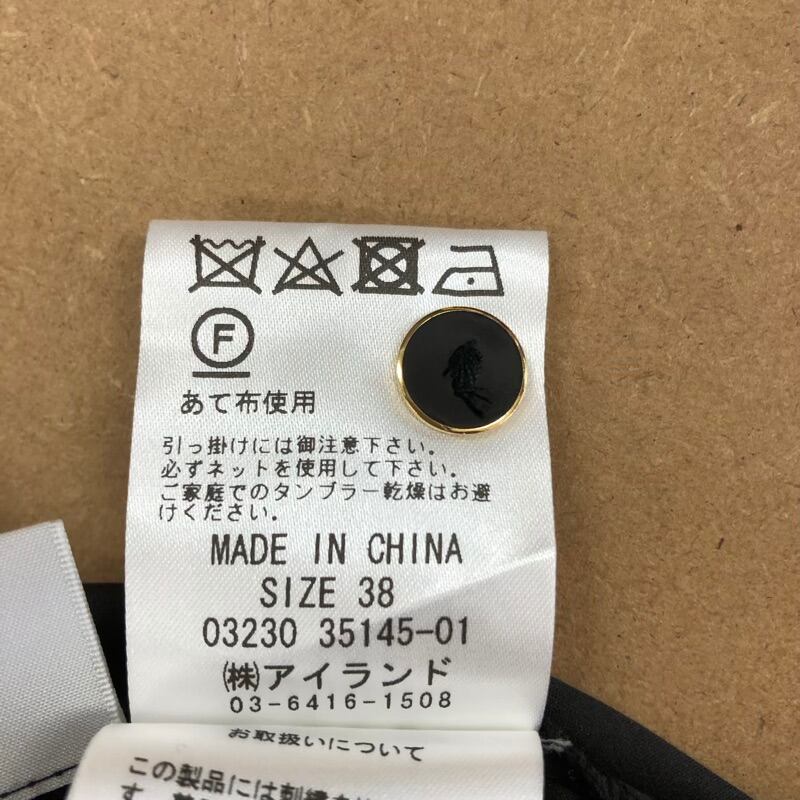 F
あて布使用
引っ掛けには御注意下さい。
必ずネットを使用して下さい。
ご家庭でのタンブラー乾燥はお避
けください。
MADE IN CHINA
SIZE 38
03230 35145-01
㈱アイランド
03-6416-1508
お取扱いについて
この製品には刺繍を